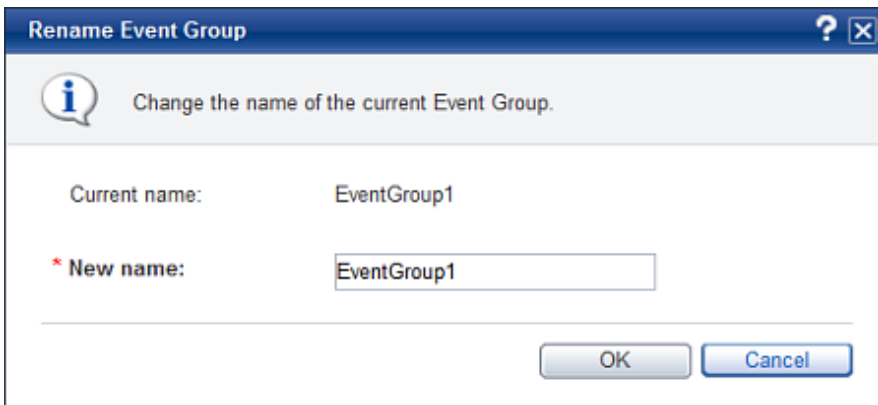 Rename Event Group ?
Change the name of the current Event Group.
Current name: EventGroup1
* New name: EventGroup1
OK Cancel